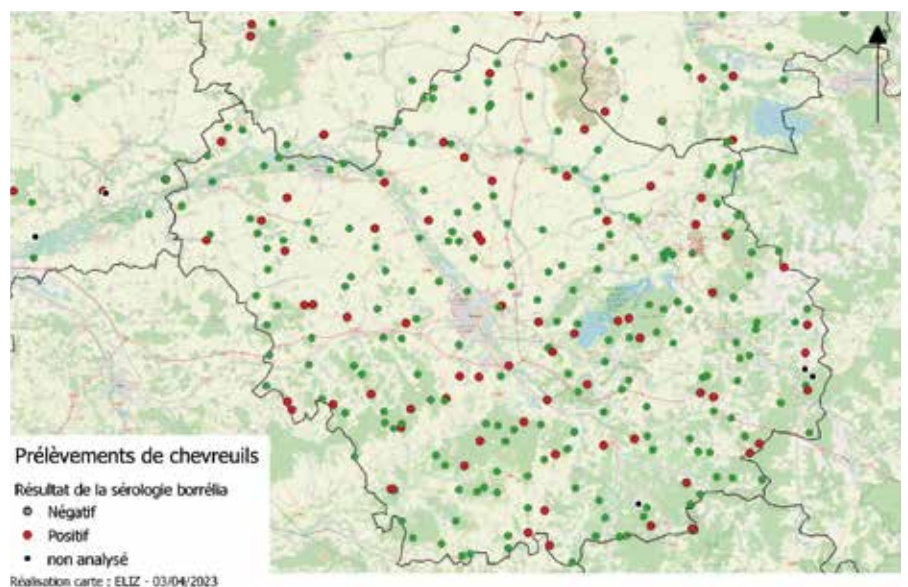 Prélèvements de chevreuils
Résultat de la sérologie borrélia
Négatif
Positif
non analysé
Réalisation carte : ELIZ - 03/04/2023